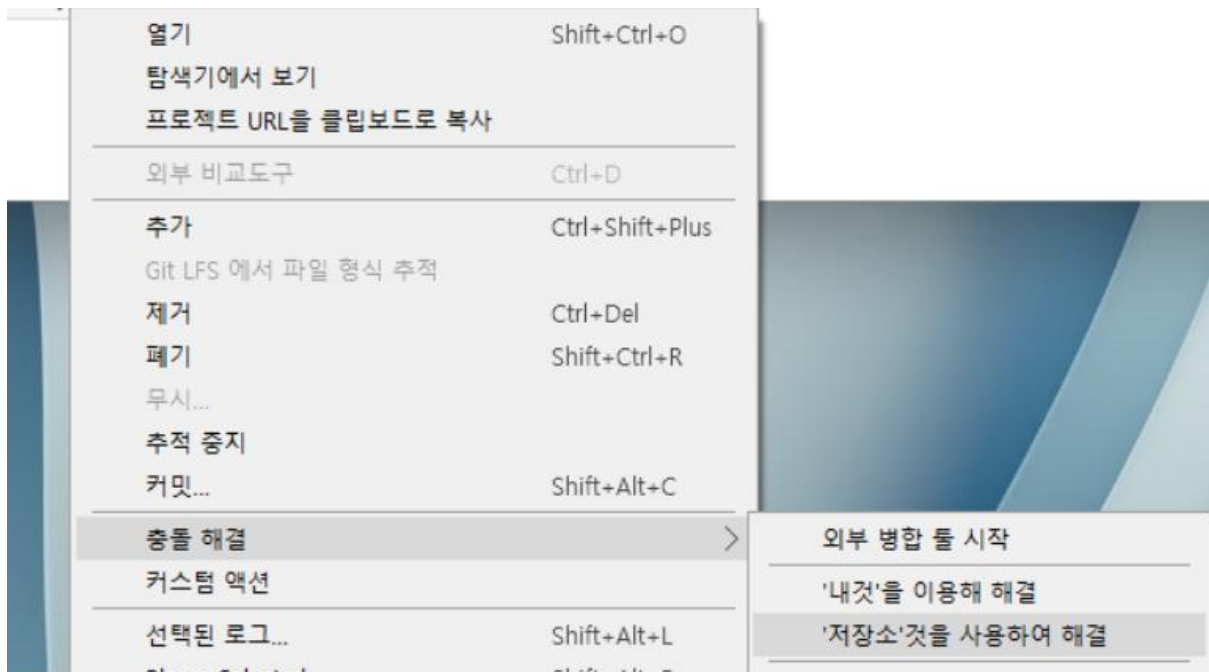 열기 Shift+Ctrl+O
탐색기에서 보기
프로젝트 URL을 클립보드로 복사
외부 비교도구 Ctrl+D
추가 Ctrl+Shift+Plus
Git LFS 에서 파일 형식 추적
제거 Ctrl+Del
폐기 Shift+Ctrl+R
무시...
추적 중지
커밋... Shift+Alt+C
충돌 해결
외부 병합 툴 시작
커스텀 액션
'내것'을 이용해 해결
선택된 로그... Shift+Alt+L
'저장소'것을 사용하여 해결